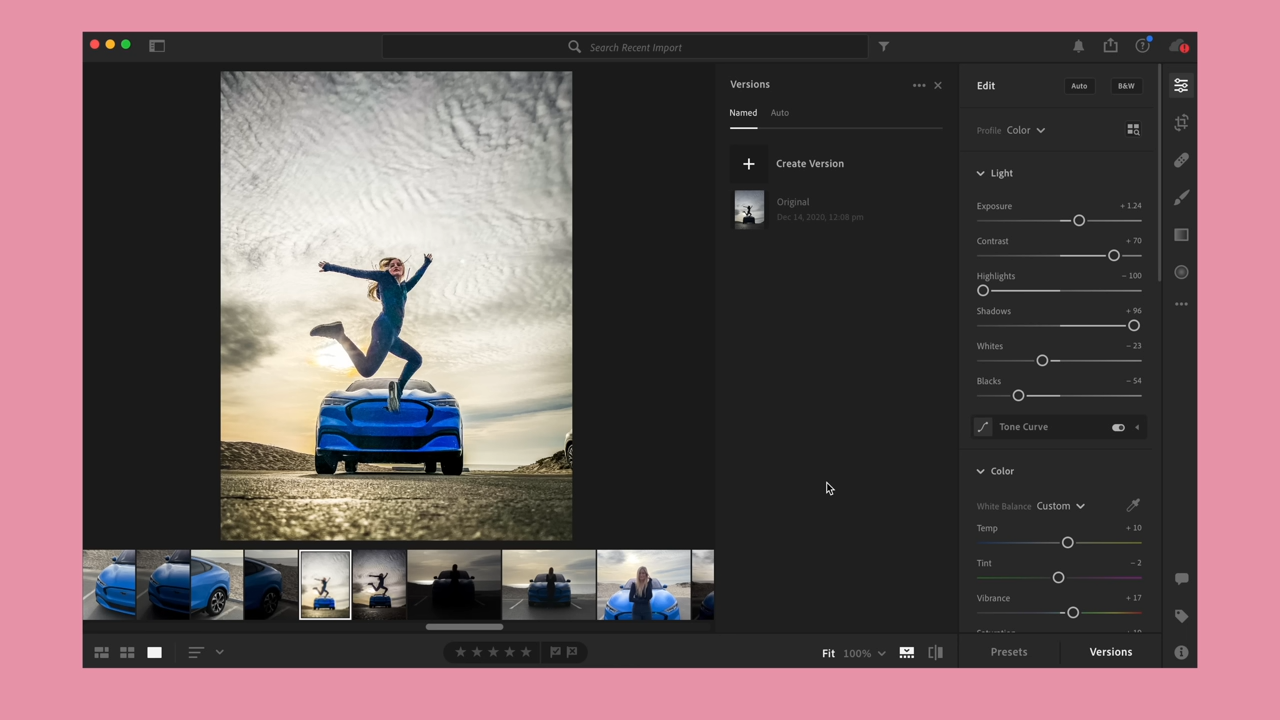 Search Recent Import
Versions
Named
Auto
Create Version
Original
Dec 14, 2020, 12:08 pm
Edit
Auto
B&W
Profile Color
Light
Exposure + 1.24
Contrast + 70
Highlights – 100
Shadows + 96
Whites – 23
Blacks – 54
Tone Curve
Color
White Balance Custom
Temp + 10
Tint – 2
Vibrance + 17
Fit 100%
Presets
Versions